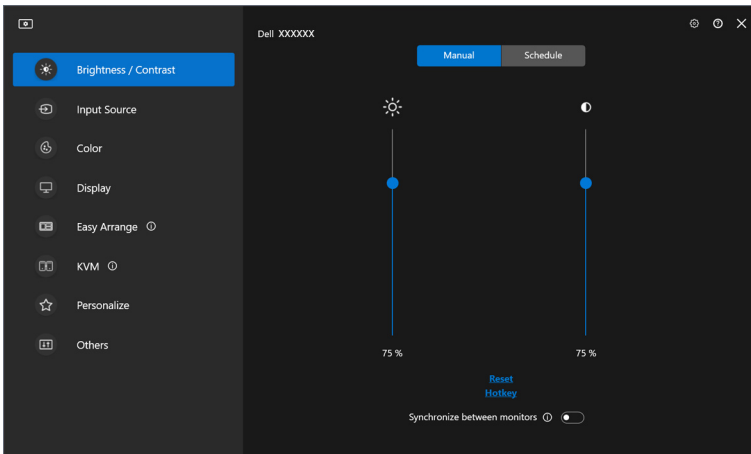 Dell XXXXXX
Manual
Schedule
Brightness / Contrast
Input Source
Color
Display
Easy Arrange
KVM
Personalize
Others
75 %
75 %
Reset
Hotkey
Synchronize between monitors